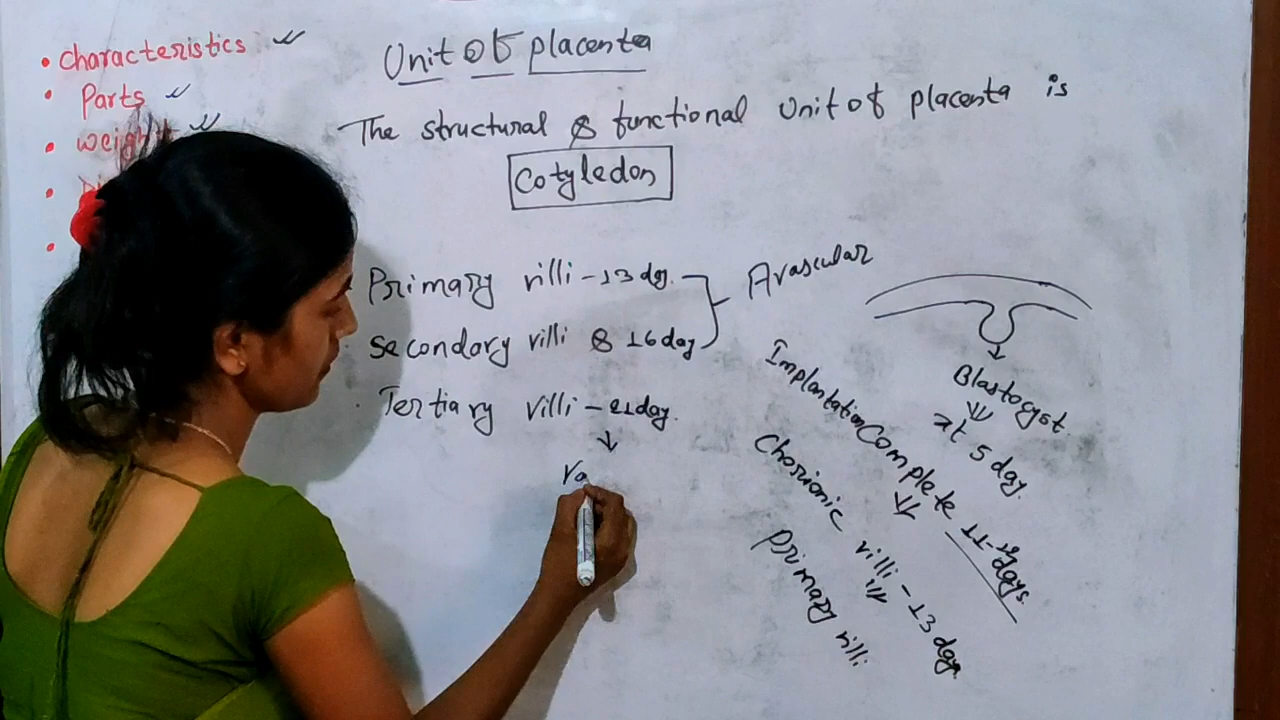 • characteristics
• Parts
• weigh
Unit Of placenta
The structural & functional Unit of placenta is
Cotyledon
Primary villi - 13 day.
Secondary villi & 16 day
Avascular
Tertiary villi - 21 day.
Va
Blastocyst
at 5 day.
Implantation Complete 11-12 days.
Chorionic villi - 13 day
Primary villi